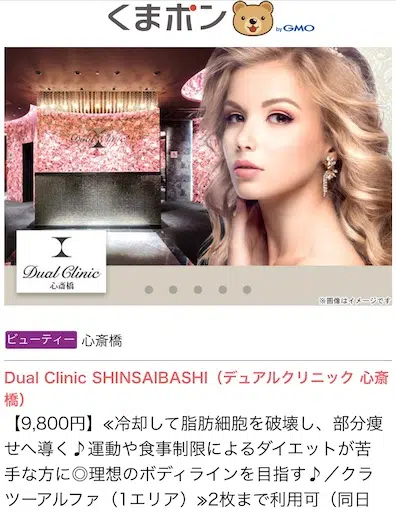 くまポン byGMO
Dual Clinic
Dual Clinic
心斎橋
※画像はイメージです
ビューティー 心斎橋
Dual Clinic SHINSAIBASHI（デュアルクリニック 心斎
橋）
【9,800円】≪冷却して脂肪細胞を破壊し、部分痩
せへ導く♪運動や食事制限によるダイエットが苦
手な方に◎理想のボディラインを目指す♪／クラ
ツーアルファ（1エリア）≫2枚まで利用可（同日